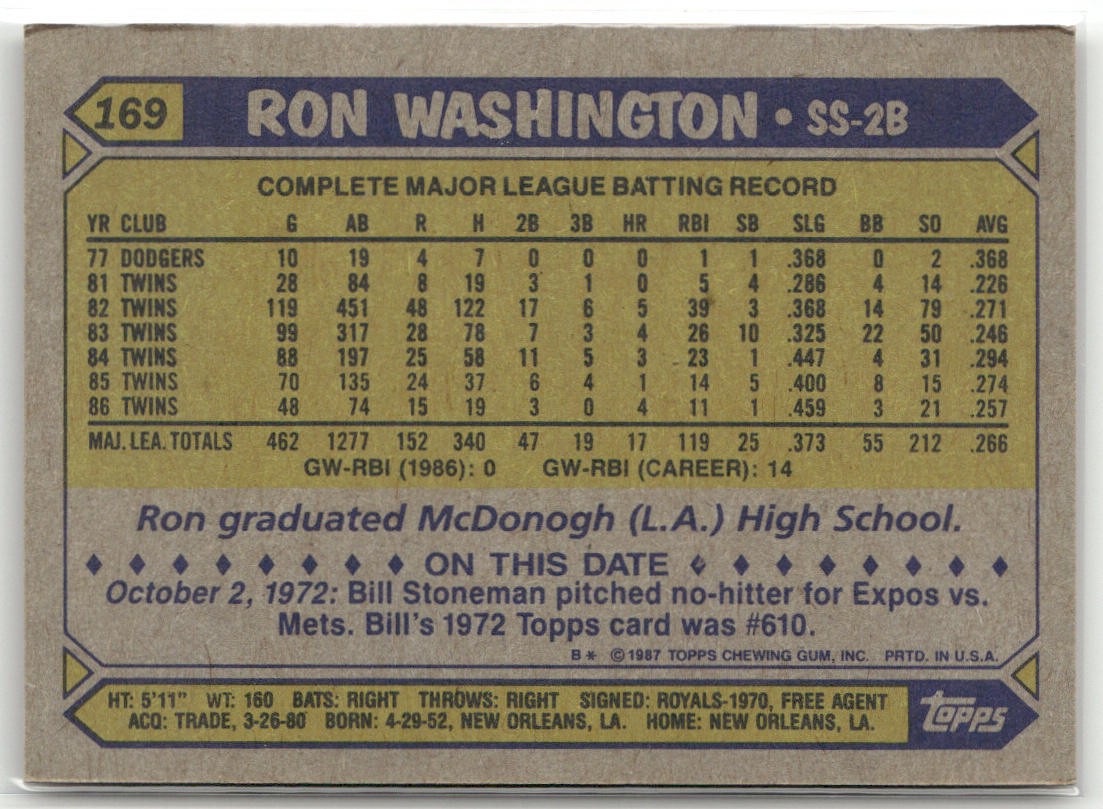 169 RON WASHINGTON • SS-2B
COMPLETE MAJOR LEAGUE BATTING RECORD
YR CLUB G AB R H 2B 3B HR RBI SB SLG BB SO AVG
77 DODGERS 10 19 4 7 0 0 0 1 1 .368 0 2 .368
81 TWINS 28 84 8 19 3 1 0 5 4 .286 4 14 .226
82 TWINS 119 451 48 122 17 6 5 39 3 .368 14 79 .271
83 TWINS 99 317 28 78 7 3 4 26 10 .325 22 50 .246
84 TWINS 88 197 25 58 11 5 3 23 1 .447 4 31 .294
85 TWINS 70 135 24 37 6 4 1 14 5 .400 8 15 .274
86 TWINS 48 74 15 19 3 0 4 11 1 .459 3 21 .257
MAJ. LEA. TOTALS 462 1277 152 340 47 19 17 119 25 .373 55 212 .266
GW-RBI (1986): 0 GW-RBI (CAREER): 14
Ron graduated McDonogh (L.A.) High School.
ON THIS DATE
October 2, 1972: Bill Stoneman pitched no-hitter for Expos vs.
Mets. Bill's 1972 Topps card was #610.
B* ©1987 TOPPS CHEWING GUM, INC. PRTD. IN U.S.A.
HT: 5'11" WT: 160 BATS: RIGHT THROWS: RIGHT SIGNED: ROYALS-1970, FREE AGENT
ACQ: TRADE, 3-26-80 BORN: 4-29-52, NEW ORLEANS, LA. HOME: NEW ORLEANS, LA.
topps